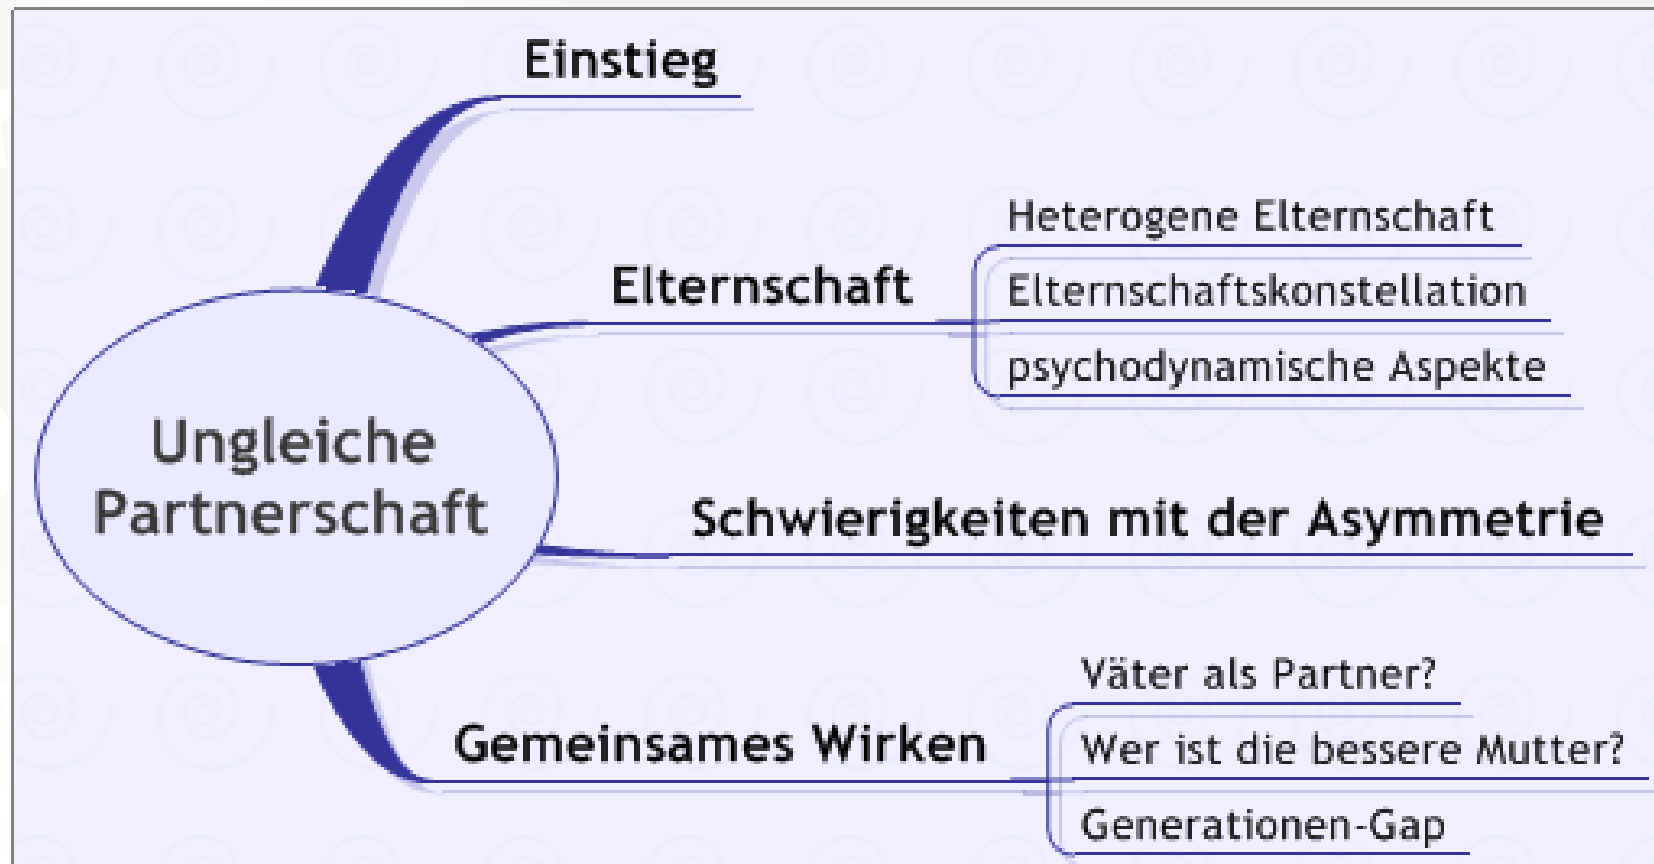 Einstieg
Heterogene Elternschaft
Elternschaft
Elternschaftskonstellation
psychodynamische Aspekte
Ungleiche
Partnerschaft
Schwierigkeiten mit der Asymmetrie
Väter als Partner?
Gemeinsames Wirken
Wer ist die bessere Mutter?
Generationen-Gap